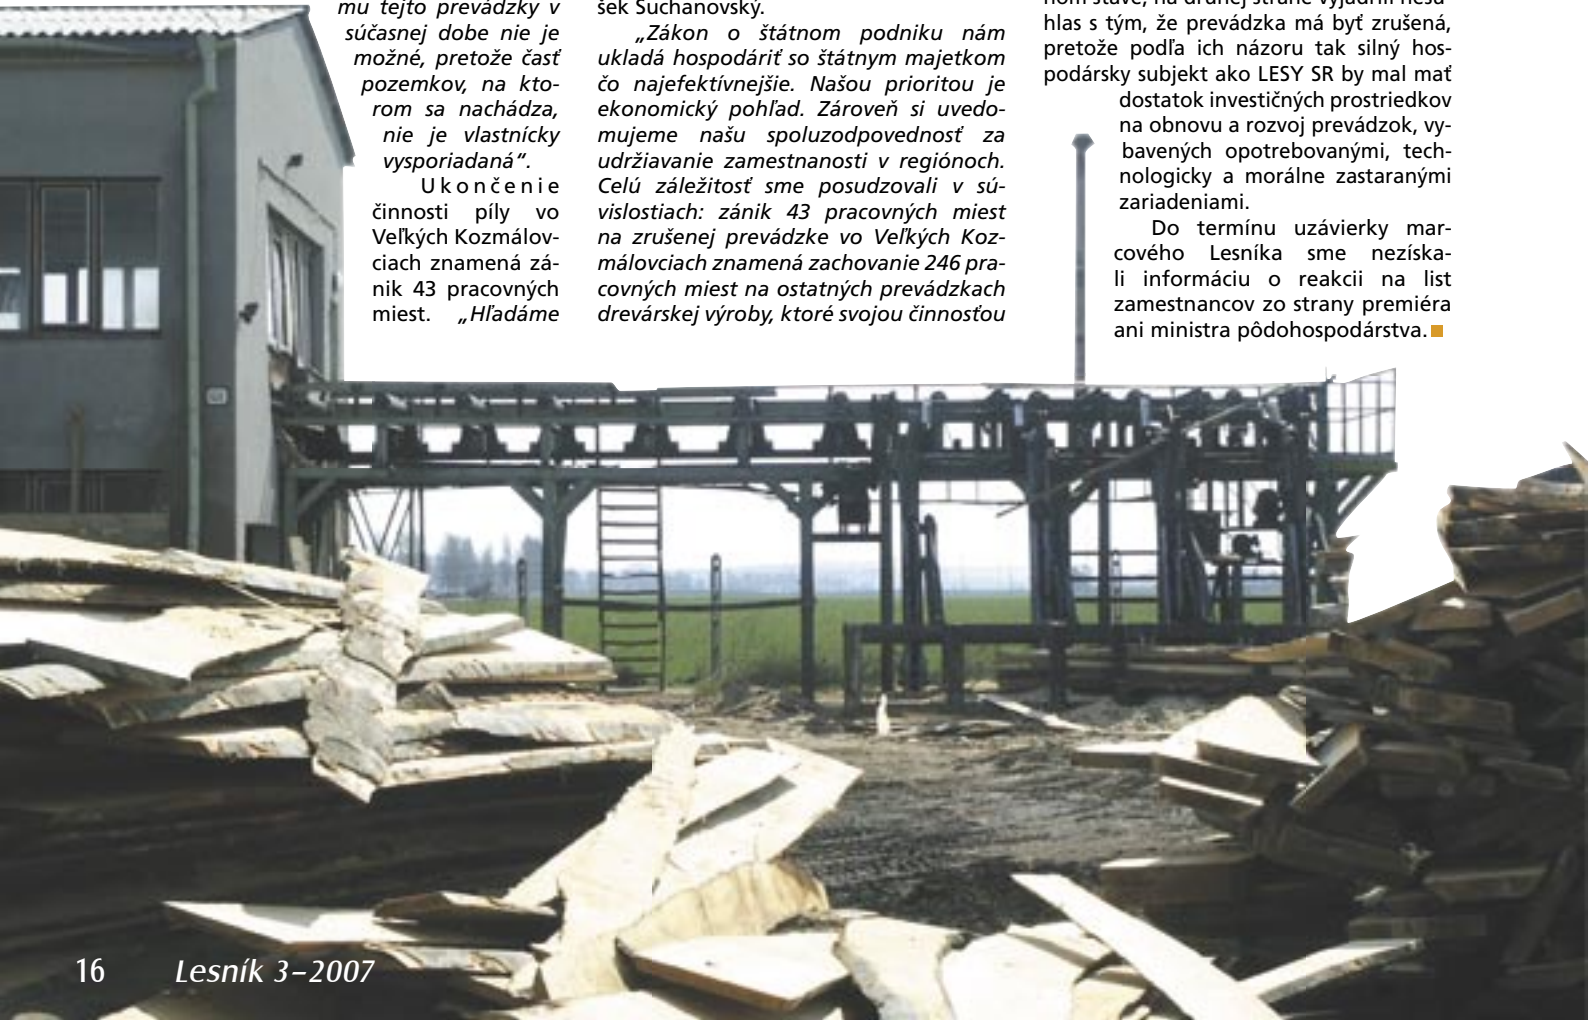 mu tejto prevádzky v
súčasnej dobe nie je
možné, pretože časť
pozemkov, na kto-
rom sa nachádza,
nie je vlastnícky
vysporiadaná“.
Ukončenie
činnosti píly vo
Veľkých Kozmálov-
ciach znamená zá-
nik 43 pracovných
miest. „Hľadáme
šek Suchanovský.
„Zákon o štátnom podniku nám
ukladá hospodáriť so štátnym majetkom
čo najefektívnejšie. Našou prioritou je
ekonomický pohľad. Zároveň si uvedo-
mujeme našu spoluzodpovednosť za
udržiavanie zamestnanosti v regiónoch.
Celú záležitosť sme posudzovali v sú-
vislostiach: zánik 43 pracovných miest
na zrušenej prevádzke vo Veľkých Koz-
málovciach znamená zachovanie 246 pra-
covných miest na ostatných prevádzkach
drevárskej výroby, ktoré svojou činnosťou
nom stave, na druhej strane vyjadrili nesú-
hlas s tým, že prevádzka má byť zrušená,
pretože podľa ich názoru tak silný hos-
podársky subjekt ako LESY SR by mal mať
dostatok investičných prostriedkov
na obnovu a rozvoj prevádzok, vy-
bavených opotrebovanými, tech-
nologicky a morálne zastaranými
zariadeniami.
Do termínu uzávierky mar-
cového Lesníka sme nezíska-
li informáciu o reakcii na list
zamestnancov zo strany premiéra
ani ministra pôdohospodárstva.
16 Lesník 3–2007